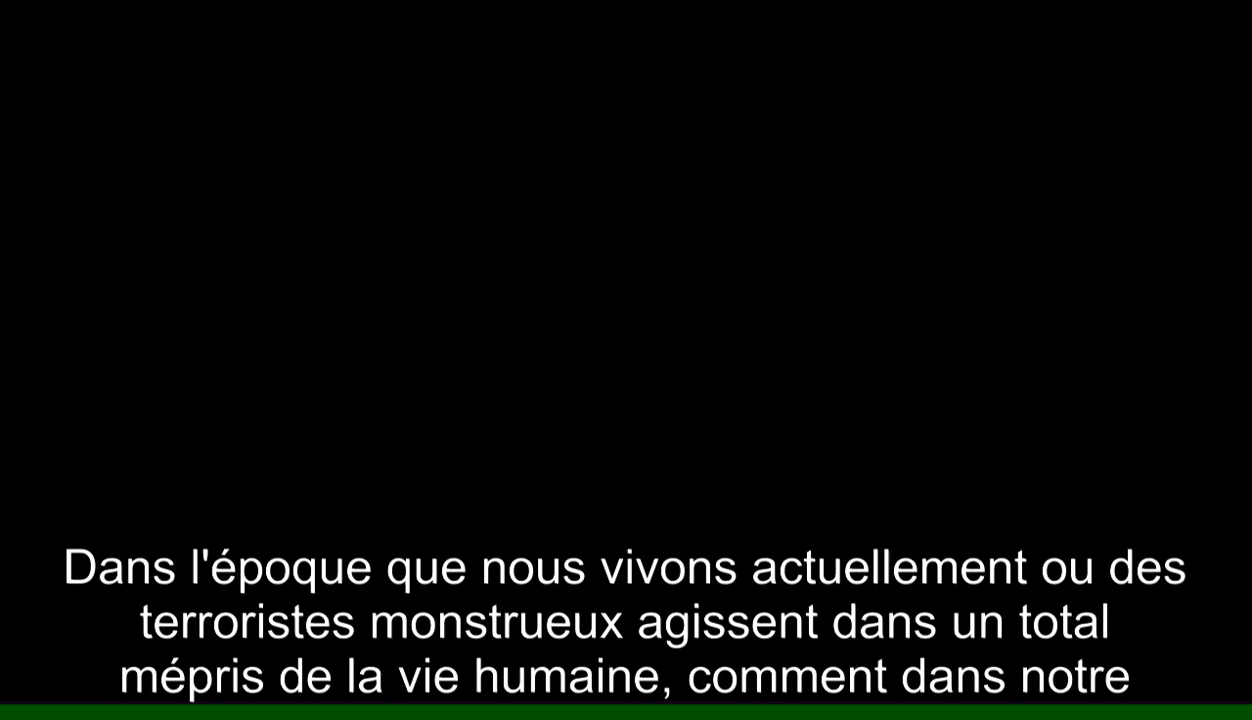 Dans l'époque que nous vivons actuellement ou des
terroristes monstrueux agissent dans un total
mépris de la vie humaine, comment dans notre